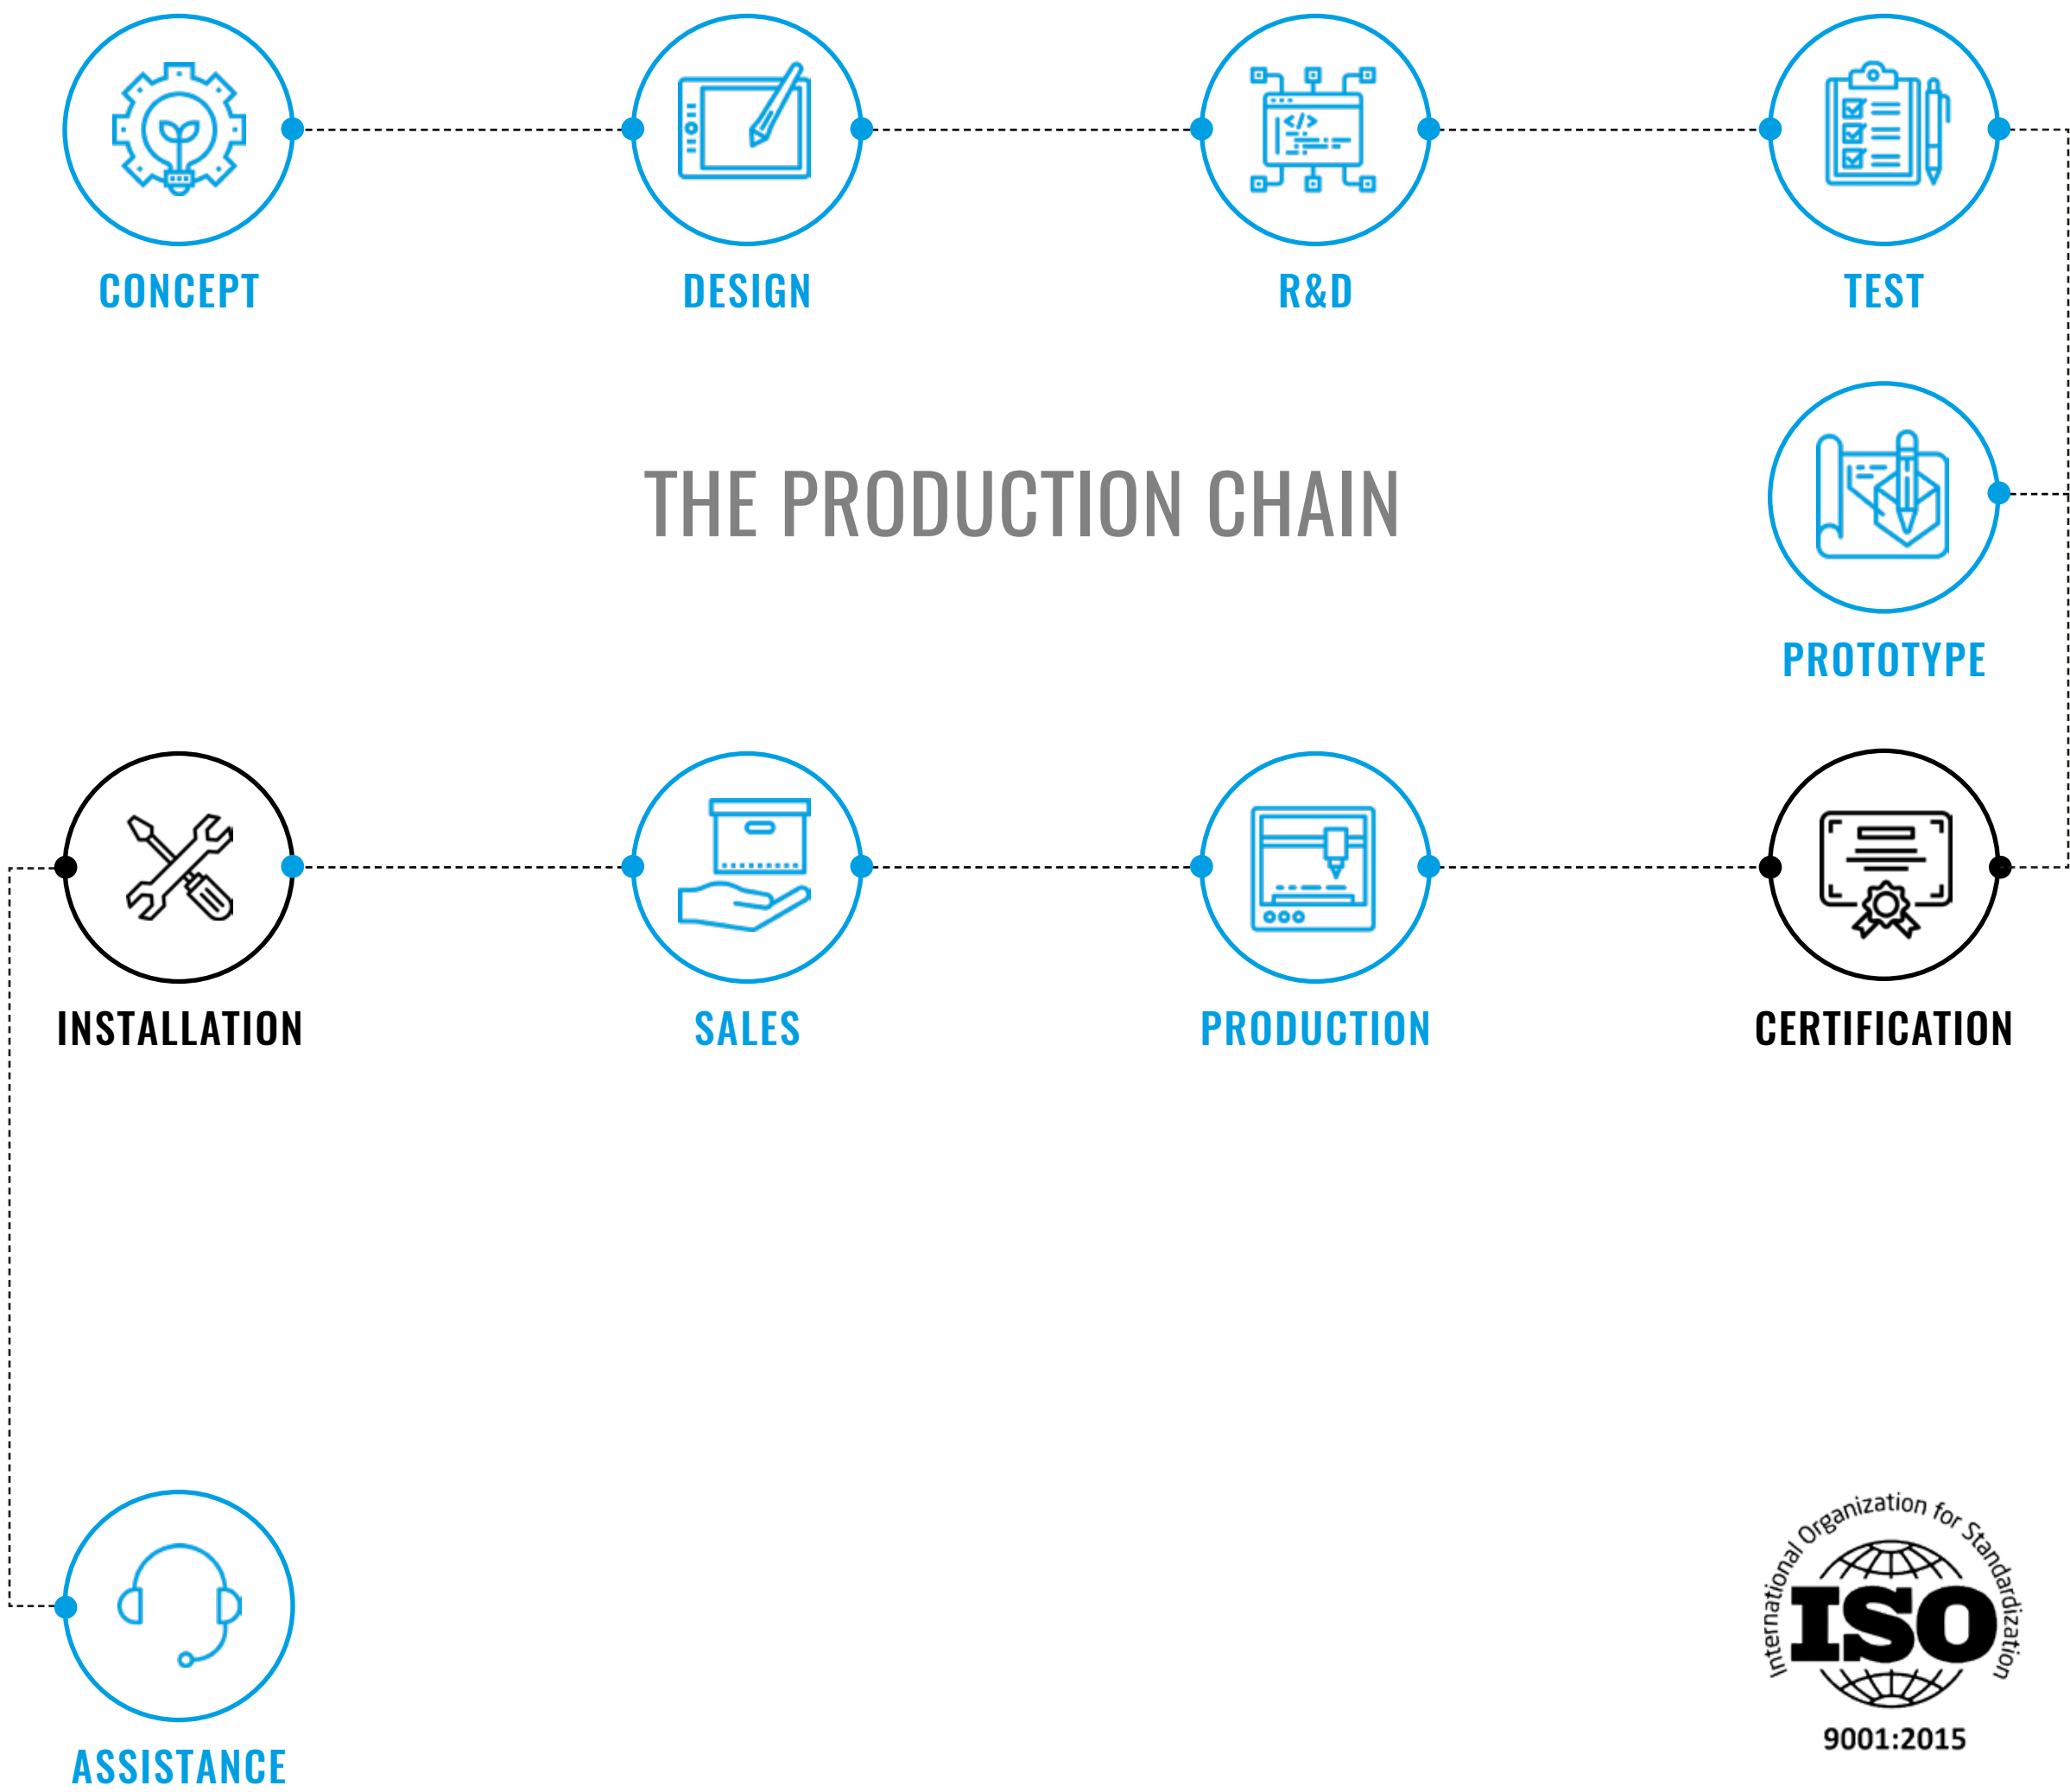 CONCEPT
DESIGN
R&D
TEST
THE PRODUCTION CHAIN
PROTOTYPE
INSTALLATION
SALES
PRODUCTION
CERTIFICATION
ASSISTANCE
International Organization for Standardization
ISO
9001:2015